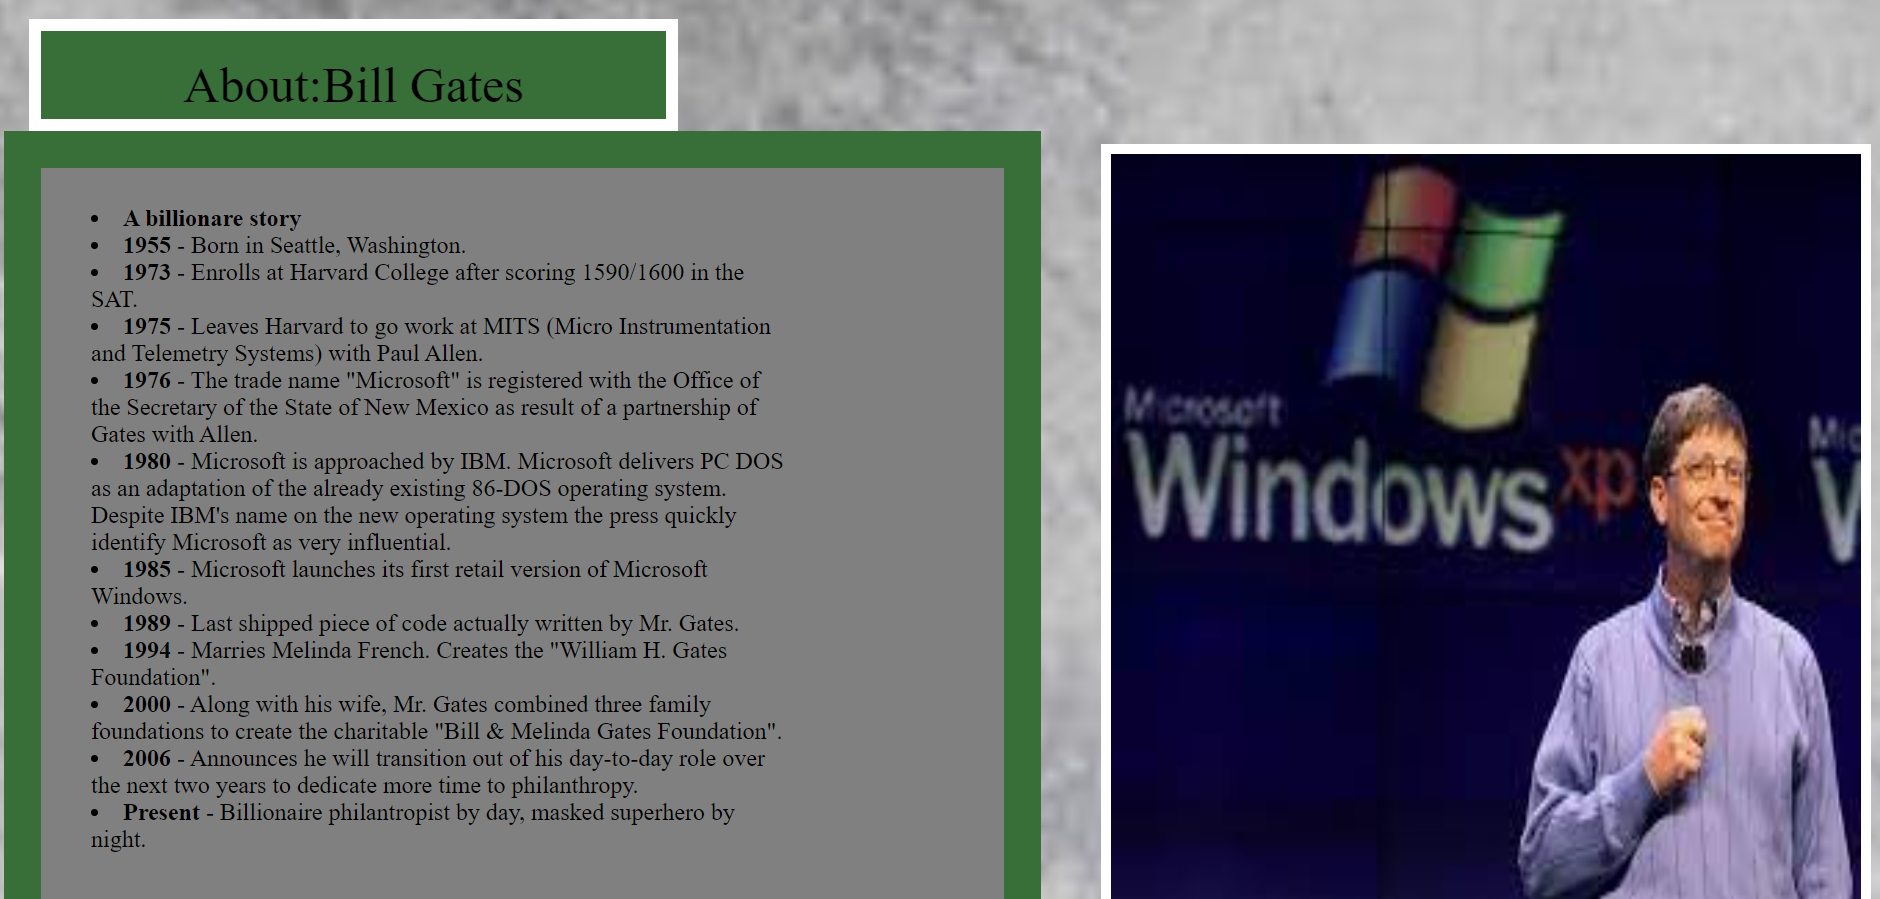 About:Bill Gates
• A billionare story
• 1955 - Born in Seattle, Washington.
• 1973 - Enrolls at Harvard College after scoring 1590/1600 in the
SAT.
• 1975 - Leaves Harvard to go work at MITS (Micro Instrumentation
and Telemetry Systems) with Paul Allen.
• 1976 - The trade name "Microsoft" is registered with the Office of
the Secretary of the State of New Mexico as result of a partnership of
Gates with Allen.
• 1980 - Microsoft is approached by IBM. Microsoft delivers PC DOS
as an adaptation of the already existing 86-DOS operating system.
Despite IBM's name on the new operating system the press quickly
identify Microsoft as very influential.
• 1985 - Microsoft launches its first retail version of Microsoft
Windows.
• 1989 - Last shipped piece of code actually written by Mr. Gates.
• 1994 - Marries Melinda French. Creates the "William H. Gates
Foundation".
• 2000 - Along with his wife, Mr. Gates combined three family
foundations to create the charitable "Bill & Melinda Gates Foundation".
• 2006 - Announces he will transition out of his day-to-day role over
the next two years to dedicate more time to philanthropy.
• Present - Billionaire philantropist by day, masked superhero by
night.
Microsoft
Windows xp
Mic
W